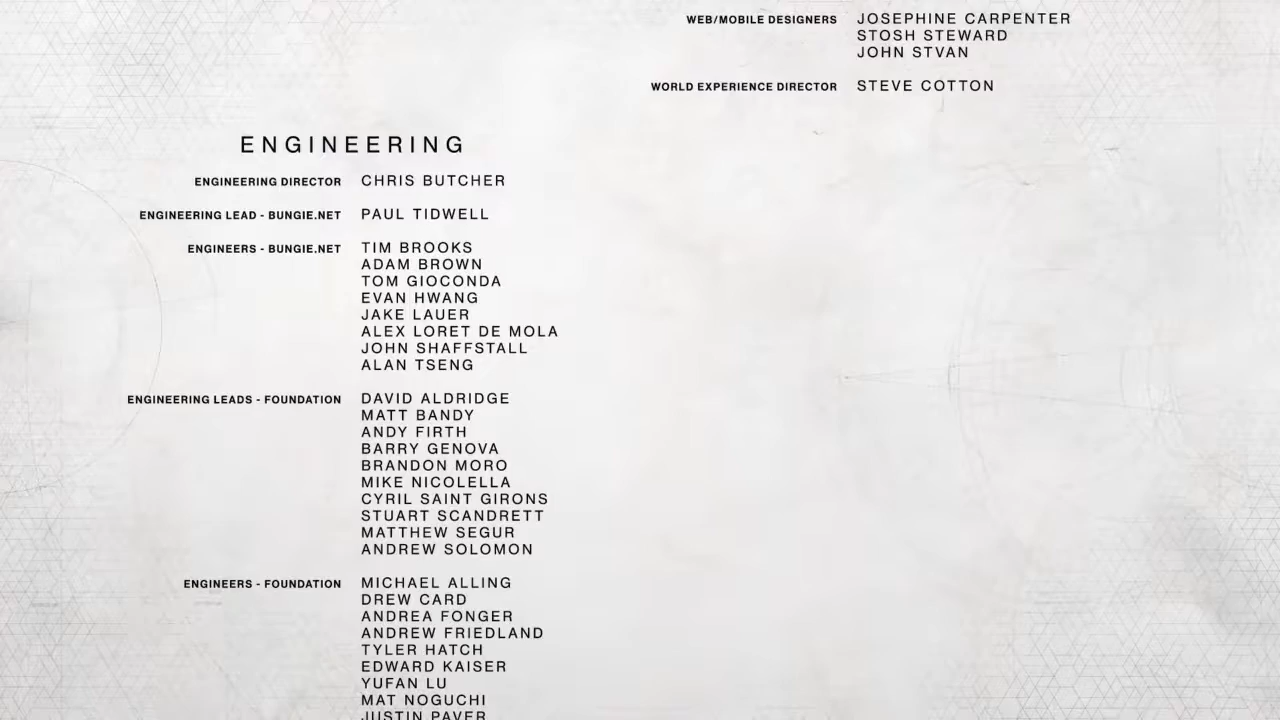 WEB/MOBILE DESIGNERS JOSEPHINE CARPENTER
STOSH STEWARD
JOHN STVAN
WORLD EXPERIENCE DIRECTOR STEVE COTTON
ENGINEERING
ENGINEERING DIRECTOR CHRIS BUTCHER
ENGINEERING LEAD - BUNGIE.NET PAUL TIDWELL
ENGINEERS - BUNGIE.NET TIM BROOKS
ADAM BROWN
TOM GIOCONDA
EVAN HWANG
JAKE LAUER
ALEX LORET DE MOLA
JOHN SHAFFSTALL
ALAN TSENG
ENGINEERING LEADS - FOUNDATION DAVID ALDRIDGE
MATT BANDY
ANDY FIRTH
BARRY GENOVA
BRANDON MORO
MIKE NICOLELLA
CYRIL SAINT GIRONS
STUART SCANDRETT
MATTHEW SEGUR
ANDREW SOLOMON
ENGINEERS - FOUNDATION MICHAEL ALLING
DREW CARD
ANDREA FONGER
ANDREW FRIEDLAND
TYLER HATCH
EDWARD KAISER
YUFAN LU
MAT NOGUCHI
JUSTIN PAVER